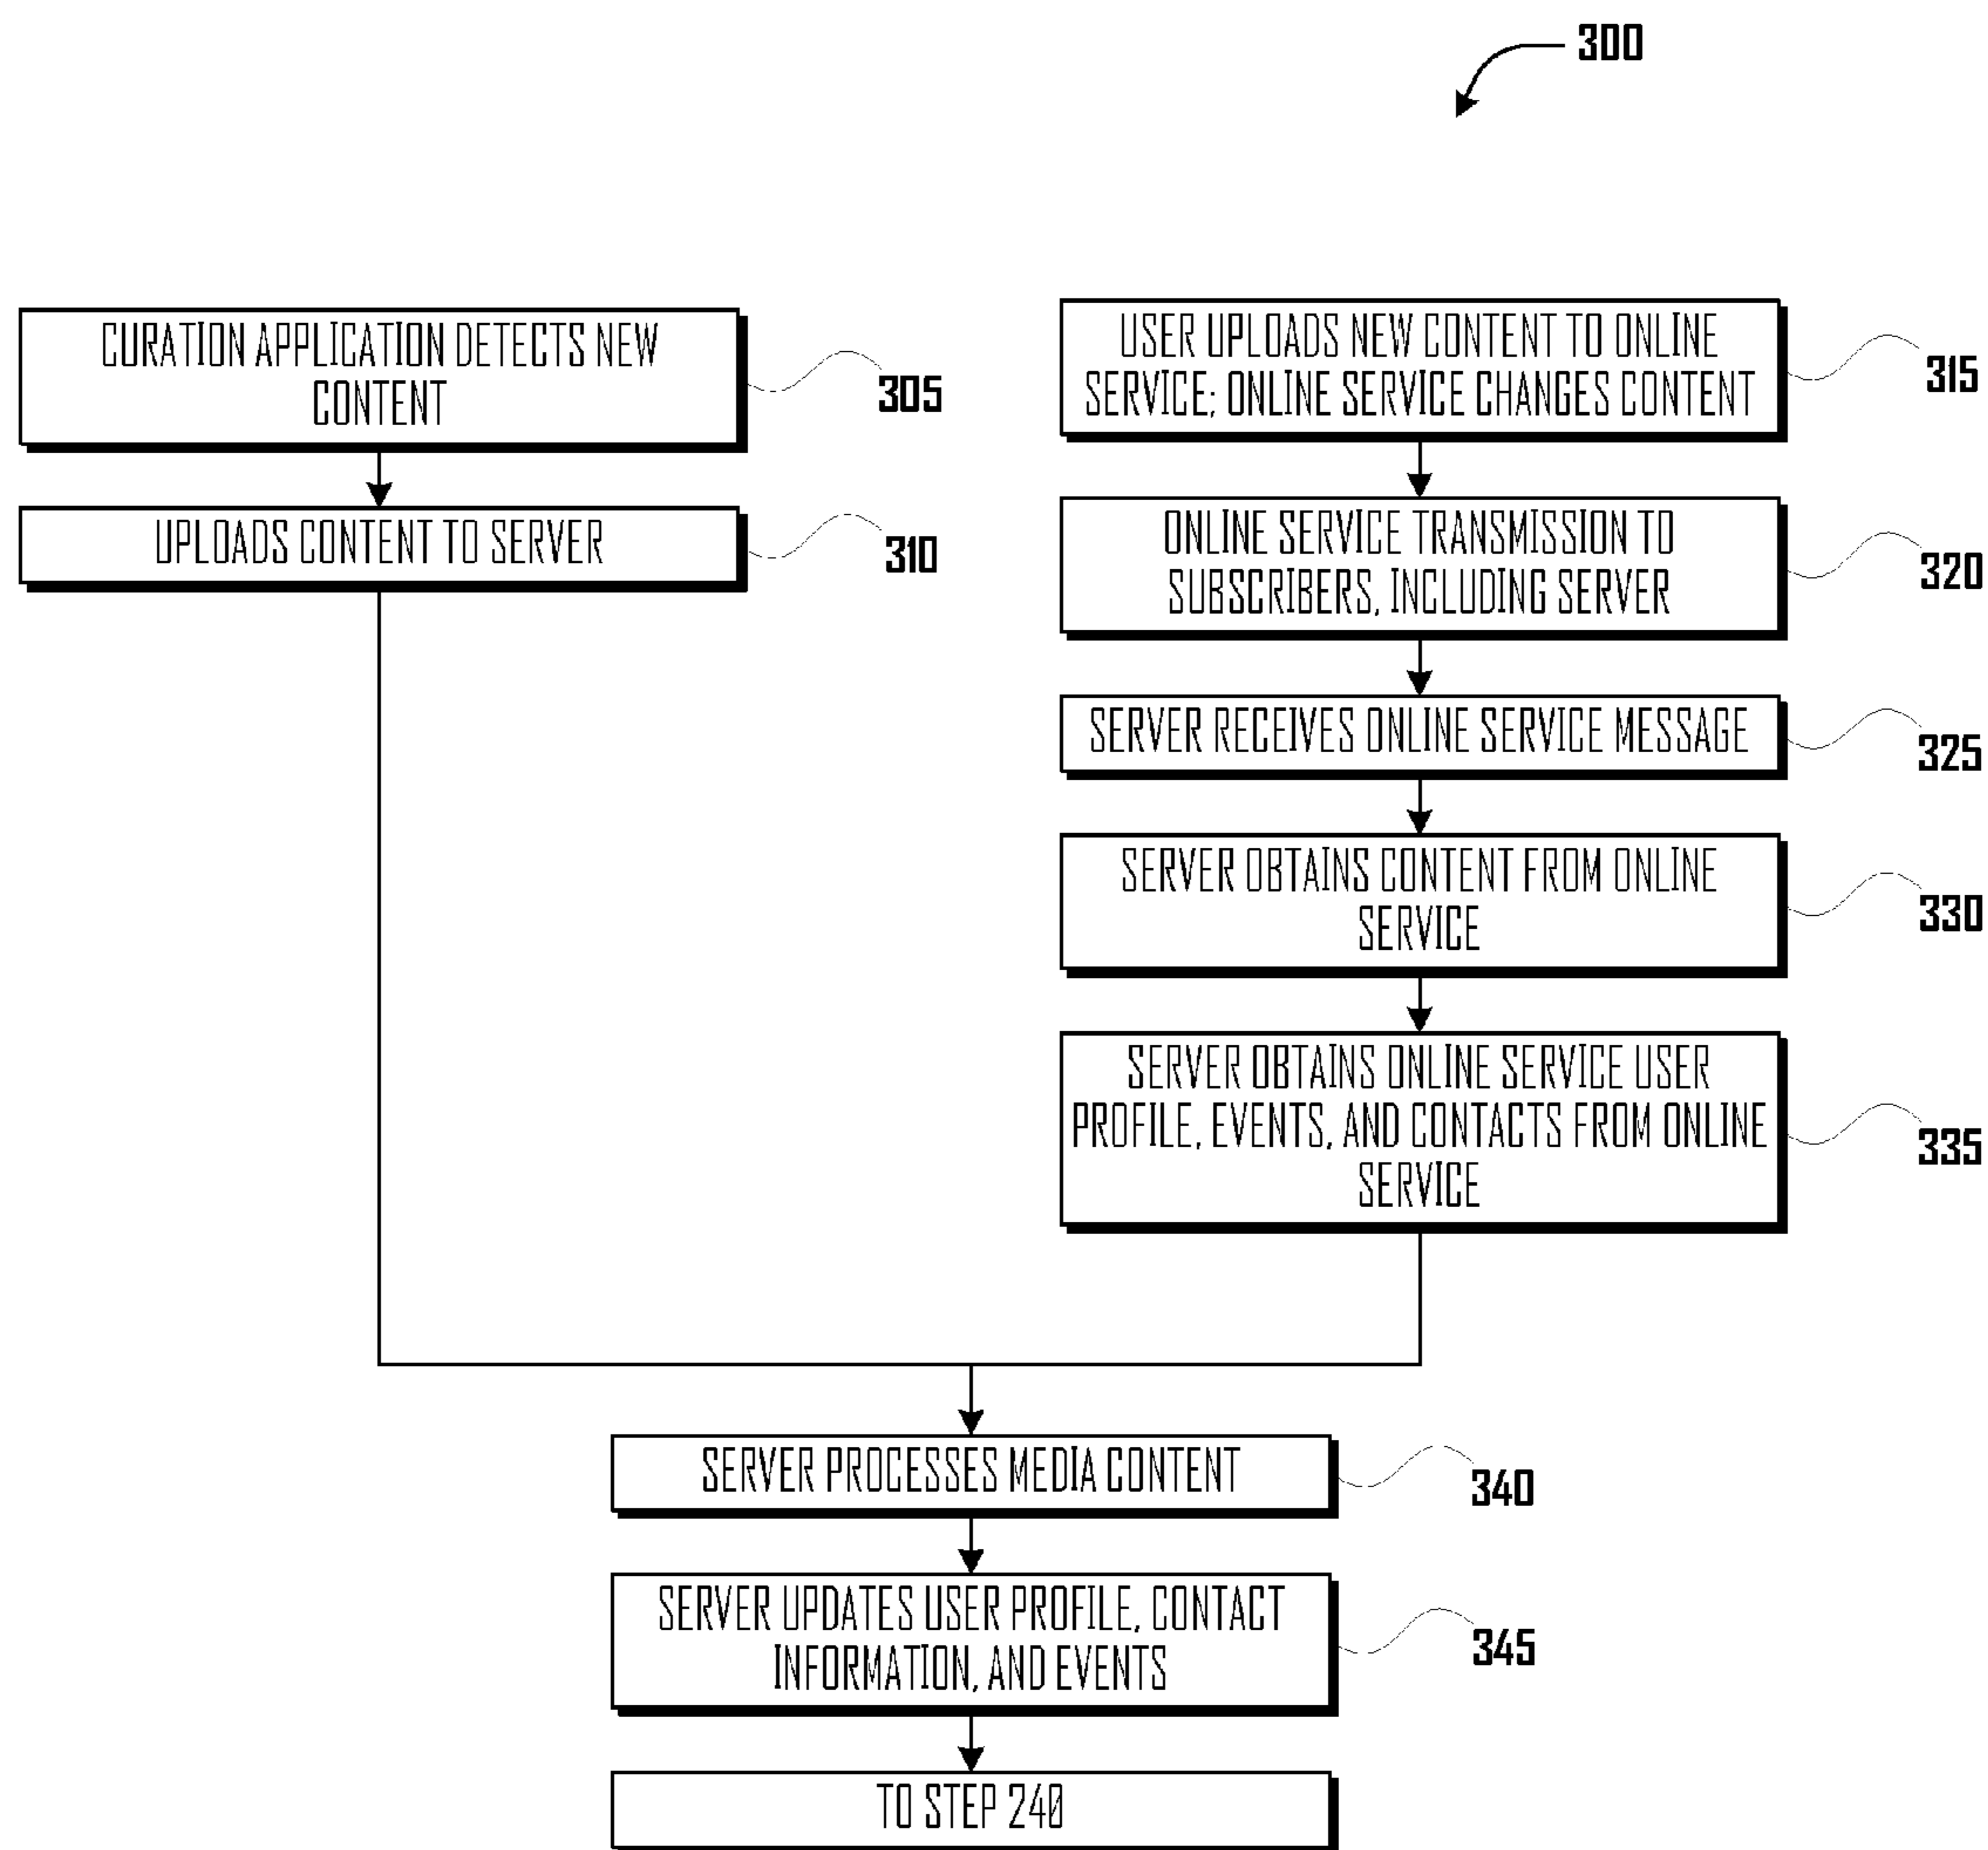 300
CURATION APPLICATION DETECTS NEW
CONTENT
305
UPLOADS CONTENT TO SERVER
310
USER UPLOADS NEW CONTENT TO ONLINE
SERVICE; ONLINE SERVICE CHANGES CONTENT
315
ONLINE SERVICE TRANSMISSION TO
SUBSCRIBERS, INCLUDING SERVER
320
SERVER RECEIVES ONLINE SERVICE MESSAGE
325
SERVER OBTAINS CONTENT FROM ONLINE
SERVICE
330
SERVER OBTAINS ONLINE SERVICE USER
PROFILE, EVENTS, AND CONTACTS FROM ONLINE
SERVICE
335
SERVER PROCESSES MEDIA CONTENT
340
SERVER UPDATES USER PROFILE, CONTACT
INFORMATION, AND EVENTS
345
TO STEP 240